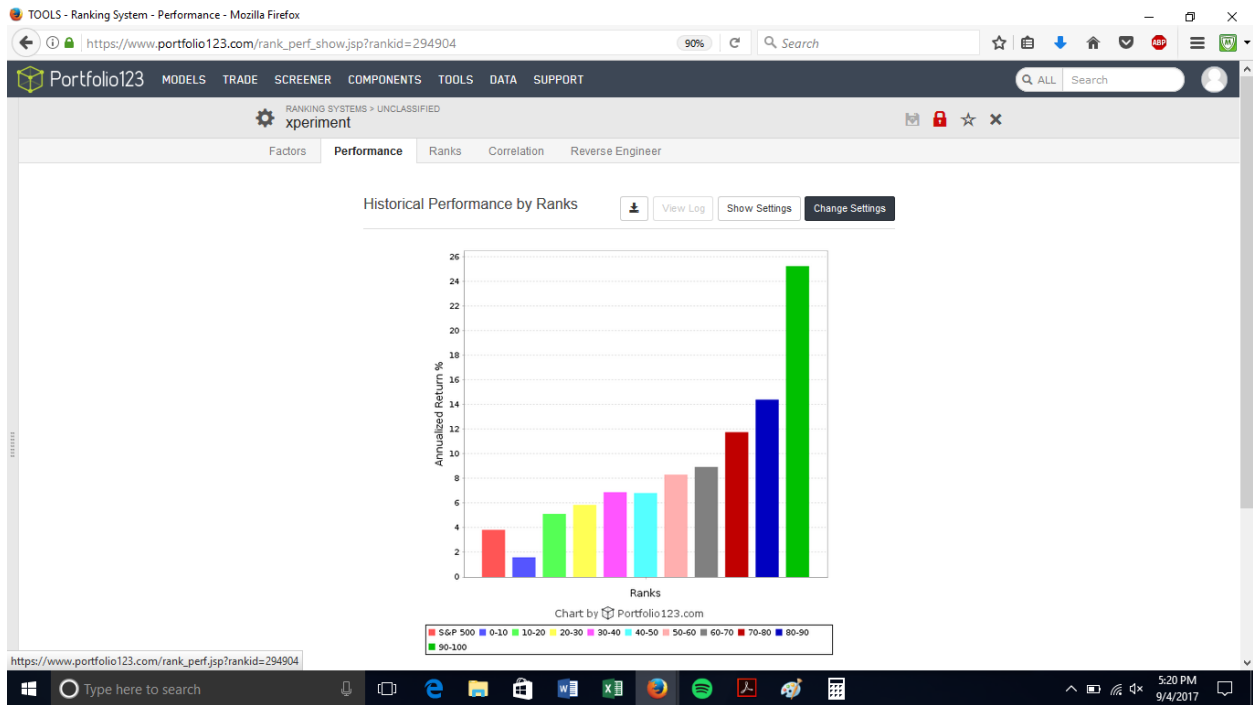 TOOLS - Ranking System - Performance - Mozilla Firefox
https://www.portfolio123.com/rank_perf_show.jsp?rankid=294904 90% Search ABP
Portfolio123 MODELS TRADE SCREENER COMPONENTS TOOLS DATA SUPPORT ALL Search
RANKING SYSTEMS > UNCLASSIFIED
xperiment
Factors Performance Ranks Correlation Reverse Engineer
Historical Performance by Ranks View Log Show Settings Change Settings
26
24
22
20
18
16
14
12
10
8
6
4
2
0
Annualized Return %
Ranks
Chart by Portfolio123.com
S&P 500 0-10 10-20 20-30 30-40 40-50 50-60 60-70 70-80 80-90
90-100
https://www.portfolio123.com/rank_perf.jsp?rankid=294904
Type here to search
5:20 PM
9/4/2017